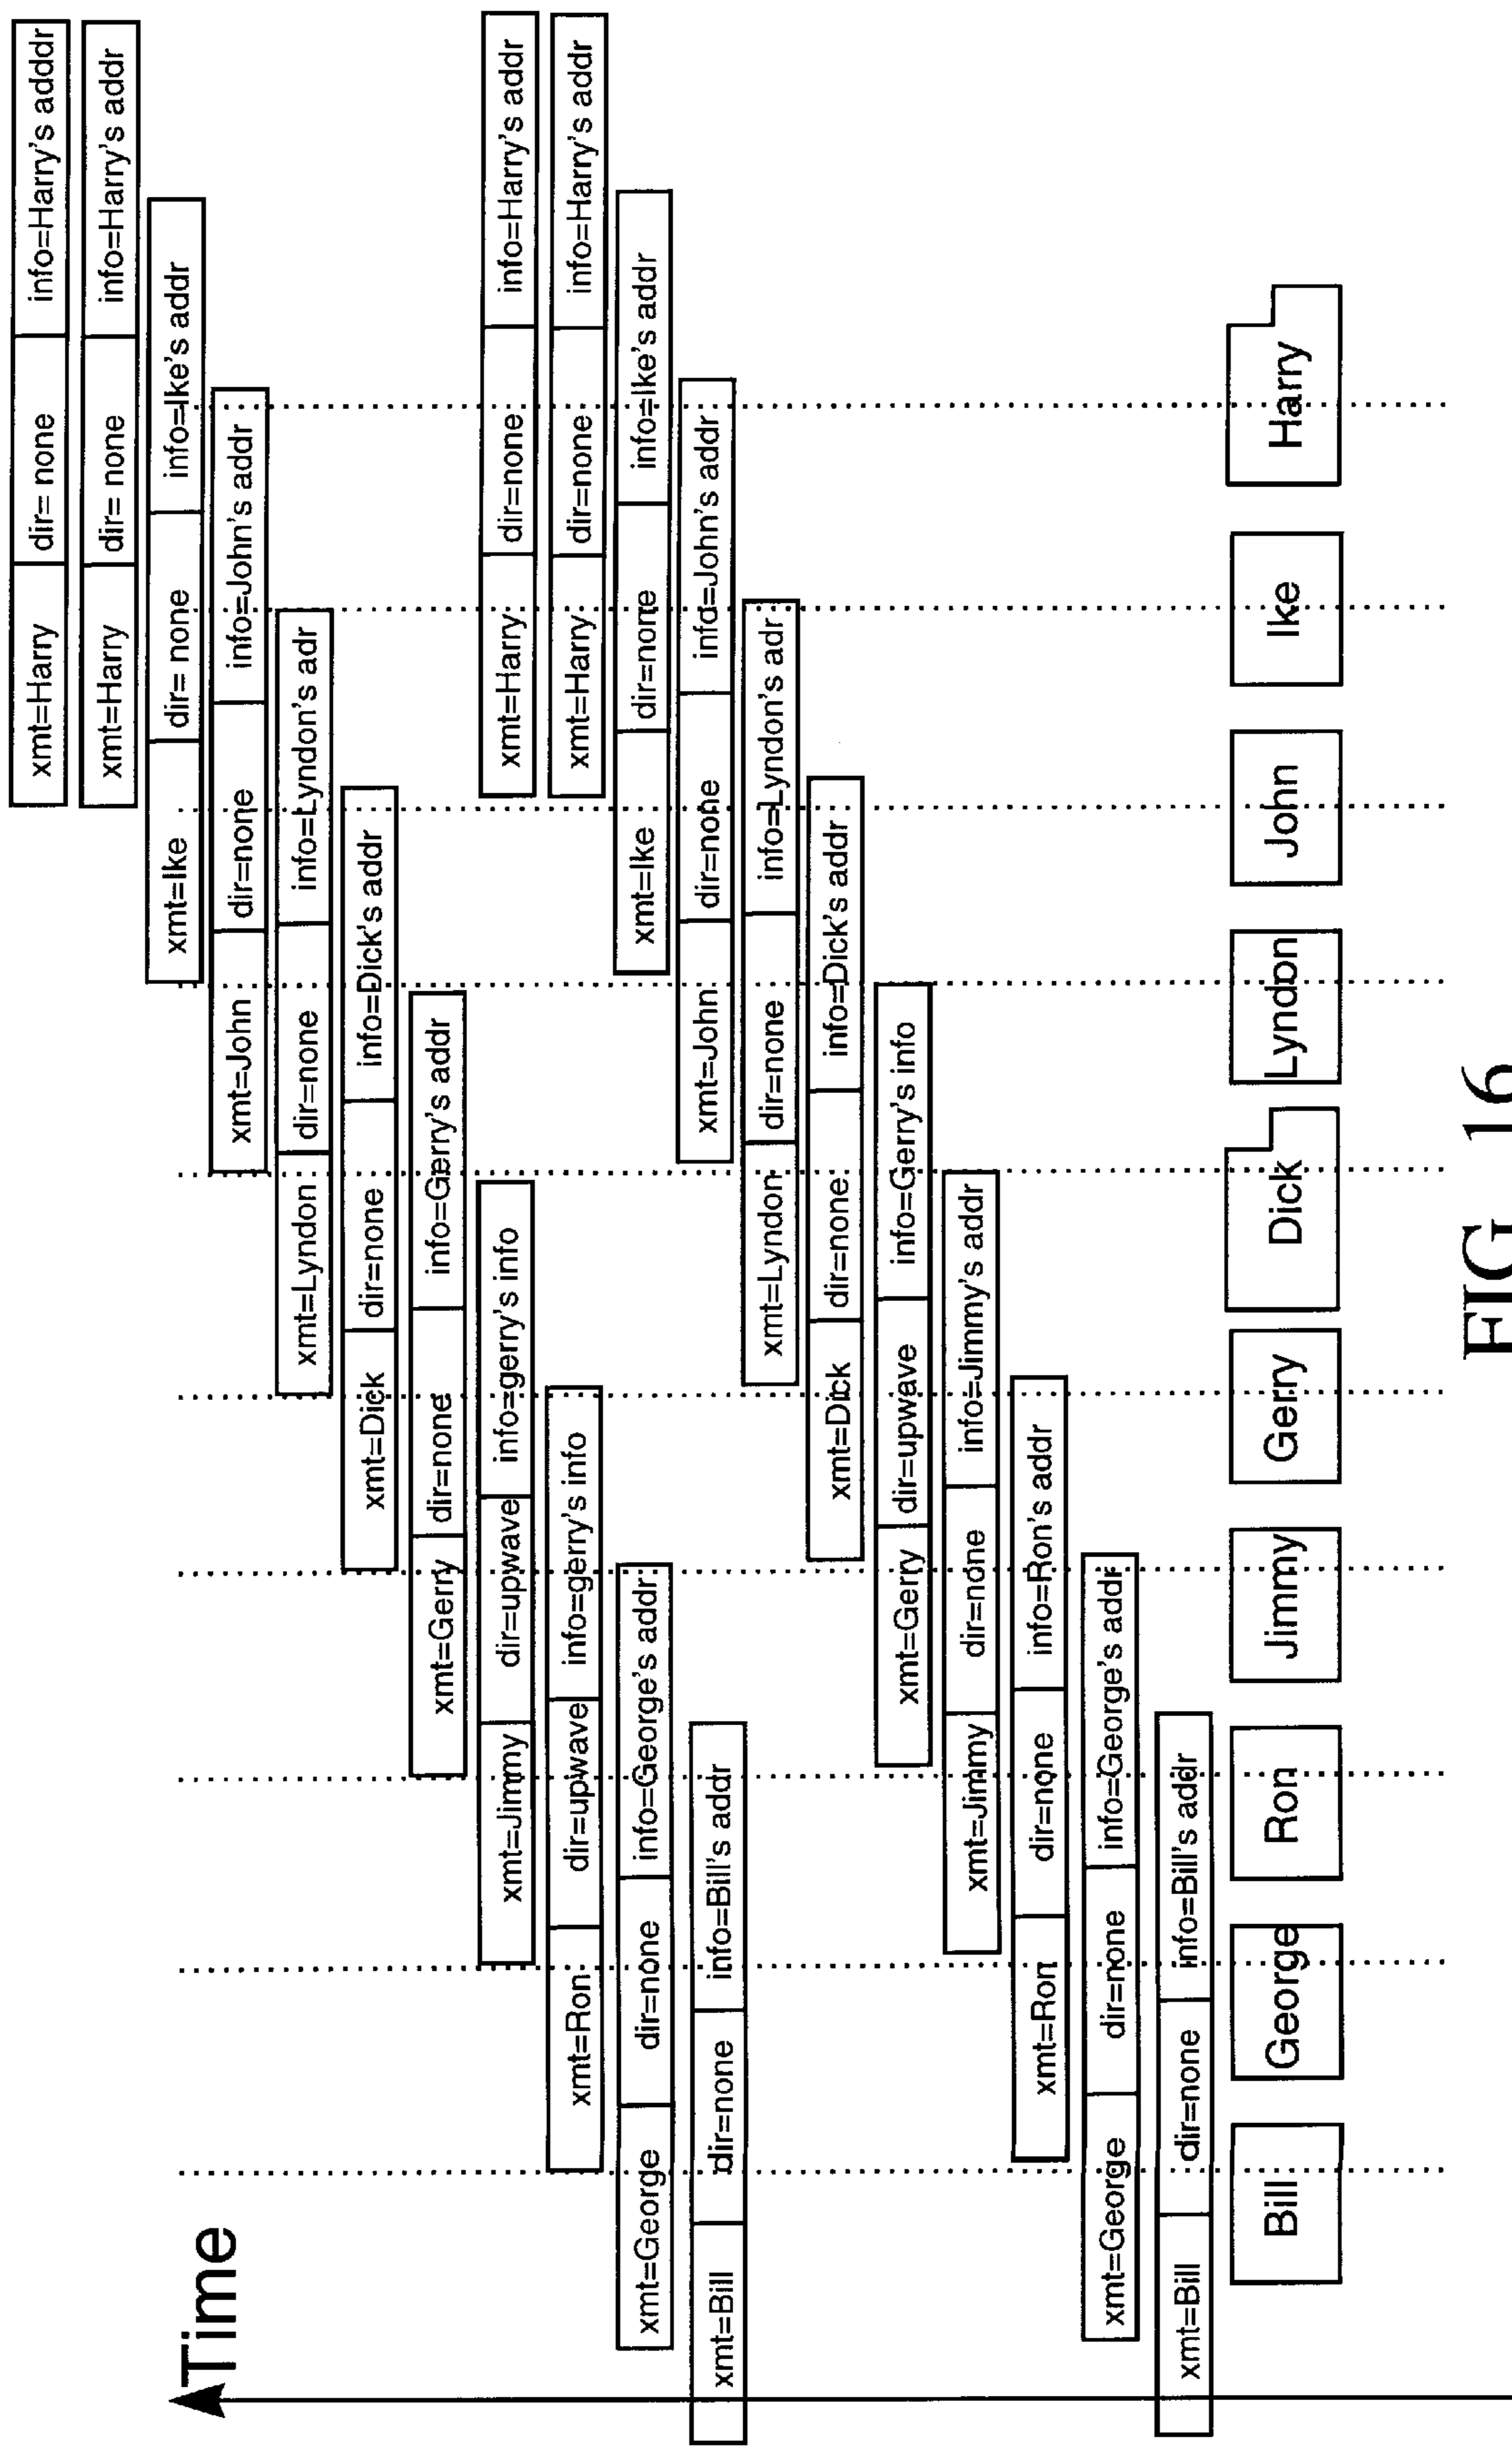 xmt=Harry dir= none info=Harry's adddr
xmt=Harry dir= none info=Harry's addr
xmt=Ike dir= none info=Ike's addr
Time
xmt=John dir=none info=John's addr
xmt=Lyndon dir=none info=Lyndon's adr
xmt=Dick dir=none info=Dick's addr
xmt=Gerry dir=none info=Gerry's addr
xmt=Jimmy dir=upwave info=gerry's info
xmt=Harry dir=none info=Harry's addr
xmt=Ron dir=upwave info=gerry's info
xmt=Harry dir=none info=Harry's addr
xmt=George dir=none info=George's addr
xmt=Ike dir=none info=Ike's addr
xmt=Bill dir=none info=Bill's addr
xmt=John dir=none info=John's addr
xmt=Lyndon dir=none info=Lyndon's adr
xmt=Dick dir=none info=Dick's addr
xmt=Gerry dir=upwave info=Gerry's info
xmt=Jimmy dir=none info=Jimmy's addr
xmt=Ron dir=none info=Ron's addr
xmt=George dir=none info=George's addr
xmt=Bill dir=none info=Bill's addr
Bill George Ron Jimmy Gerry Dick Lyndon John Ike Harry
FIG 16